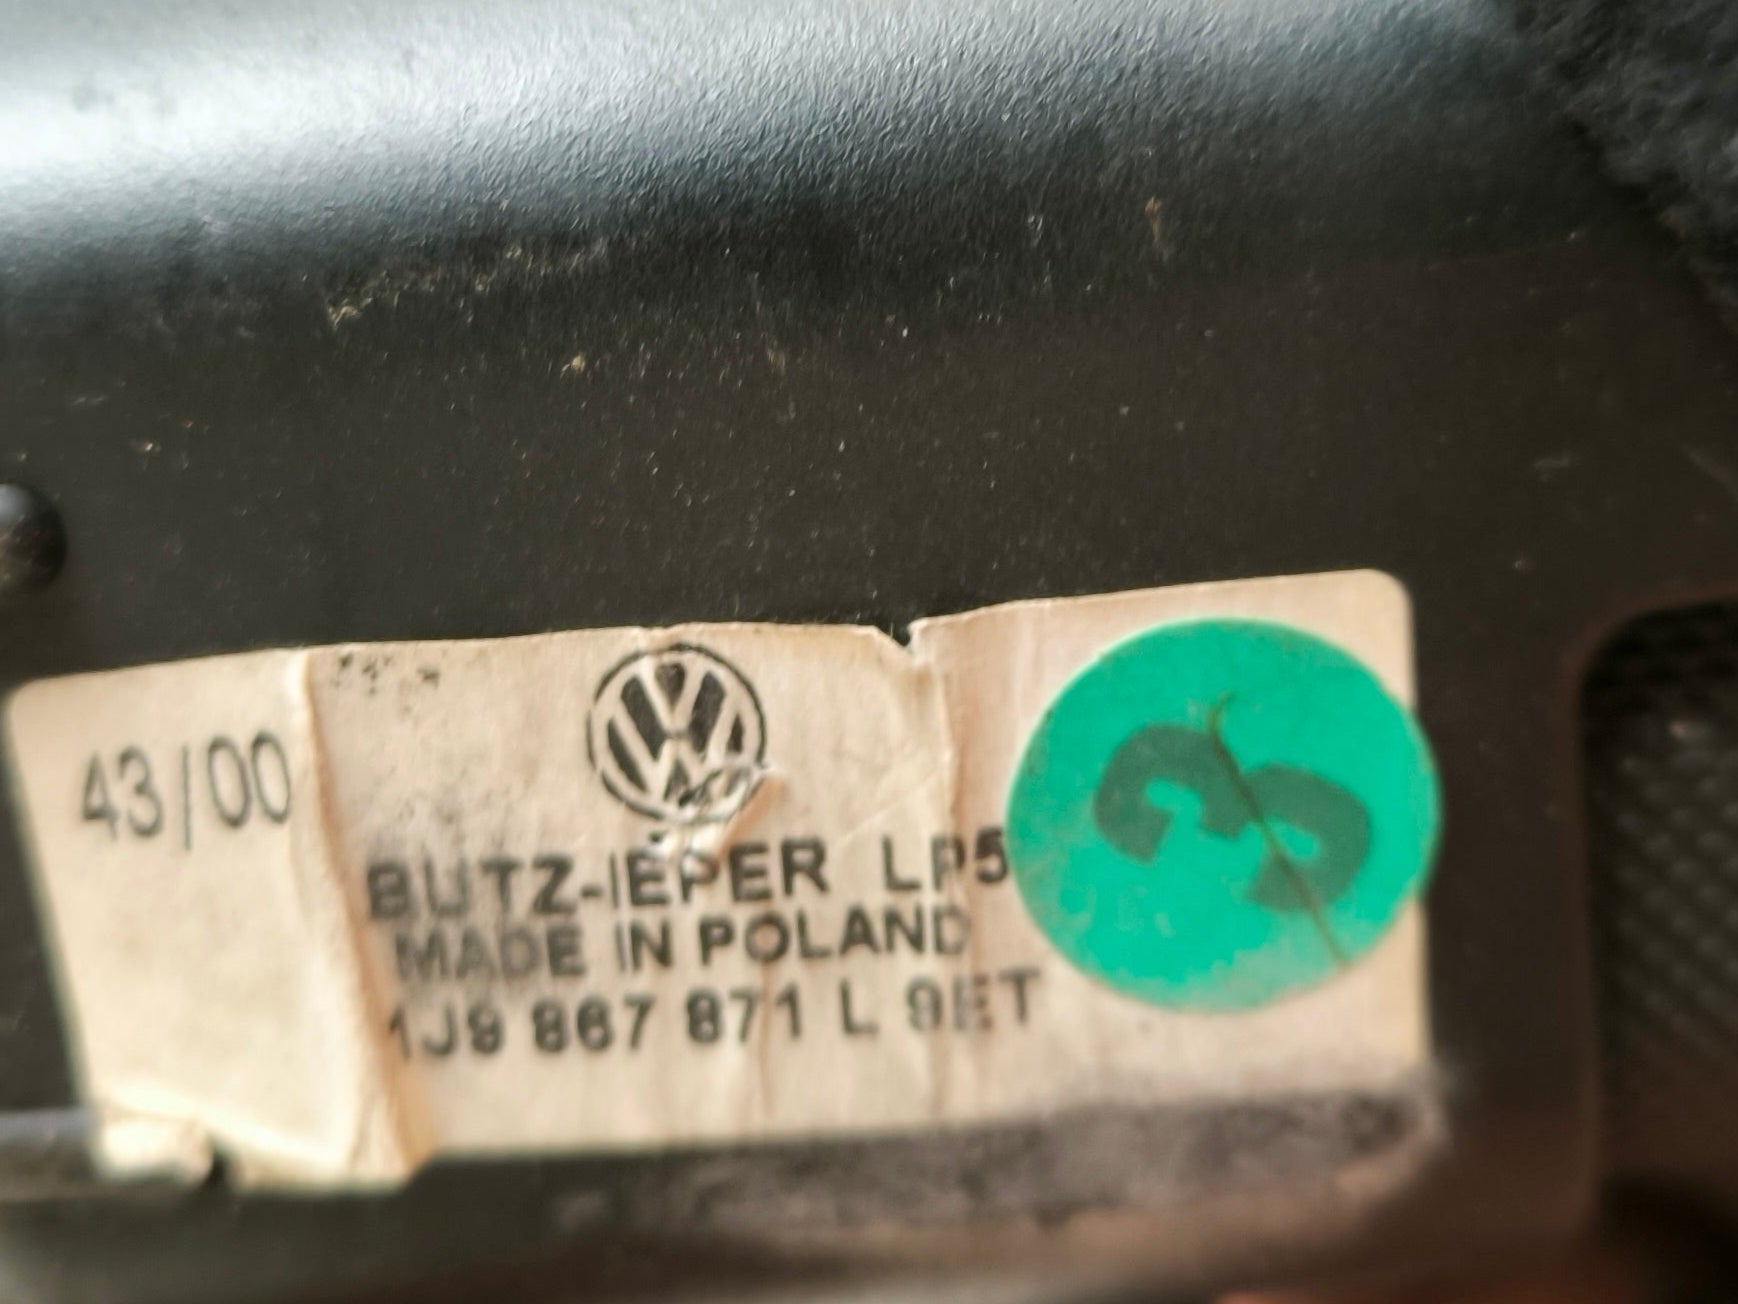 43/00
BUTZ-IEPER LP5
MADE IN POLAND
1J9 867 871 L 9ET